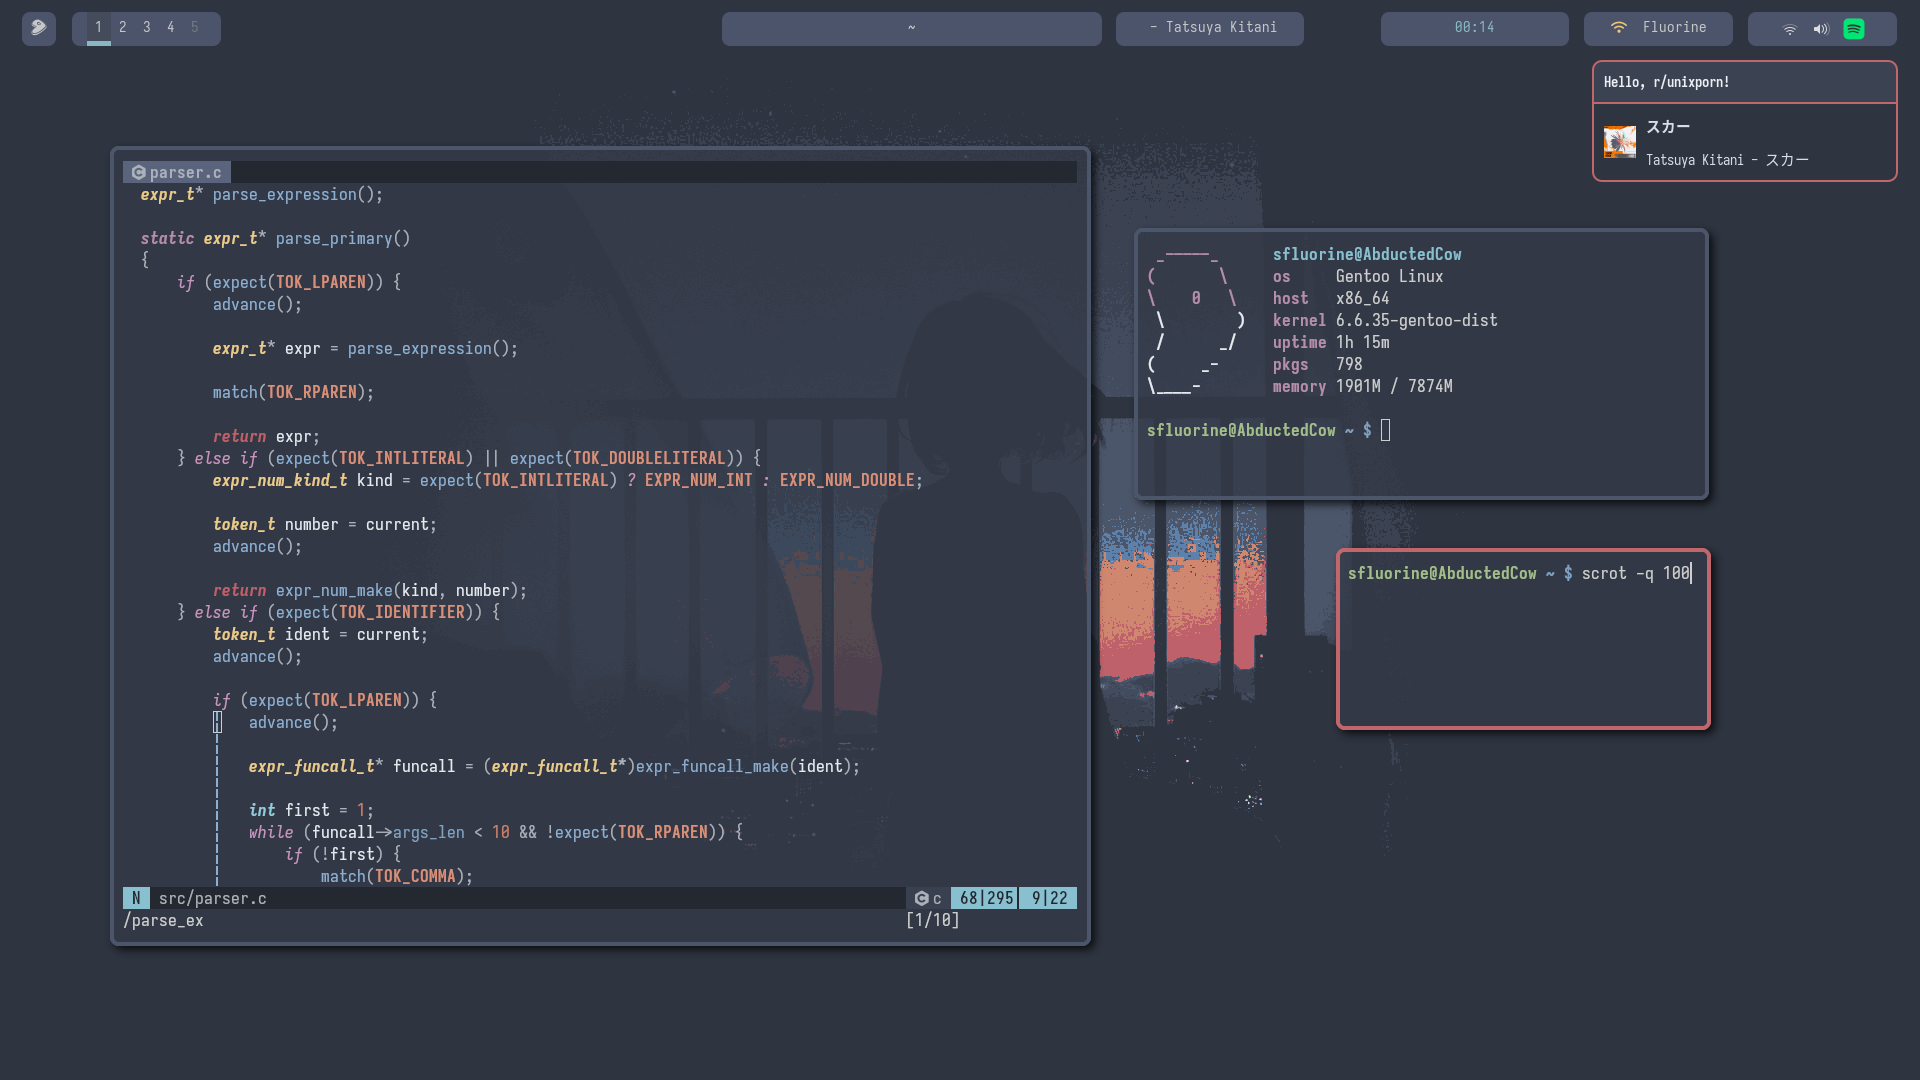 1 2 3 4 5
~
- Tatsuya Kitani
00:14
Fluorine
Hello, r/unixporn!
スカー
Tatsuya Kitani - スカー
parser.c
expr_t* parse_expression();
static expr_t* parse_primary()
{
if (expect(TOK_LPAREN)) {
advance();
expr_t* expr = parse_expression();
match(TOK_RPAREN);
return expr;
} else if (expect(TOK_INTLITERAL) || expect(TOK_DOUBLELITERAL)) {
expr_num_kind_t kind = expect(TOK_INTLITERAL) ? EXPR_NUM_INT : EXPR_NUM_DOUBLE;
token_t number = current;
advance();
return expr_num_make(kind, number);
} else if (expect(TOK_IDENTIFIER)) {
token_t ident = current;
advance();
if (expect(TOK_LPAREN)) {
advance();
expr_funcall_t* funcall = (expr_funcall_t*)expr_funcall_make(ident);
int first = 1;
while (funcall->args_len < 10 && !expect(TOK_RPAREN)) {
if (!first) {
match(TOK_COMMA);
N src/parser.c
c 68|295 9|22
/parse_ex [1/10]
sfluorine@AbductedCow
os Gentoo Linux
host x86_64
kernel 6.6.35-gentoo-dist
uptime 1h 15m
pkgs 798
memory 1901M / 7874M
sfluorine@AbductedCow ~ $
sfluorine@AbductedCow ~ $ scrot -q 100